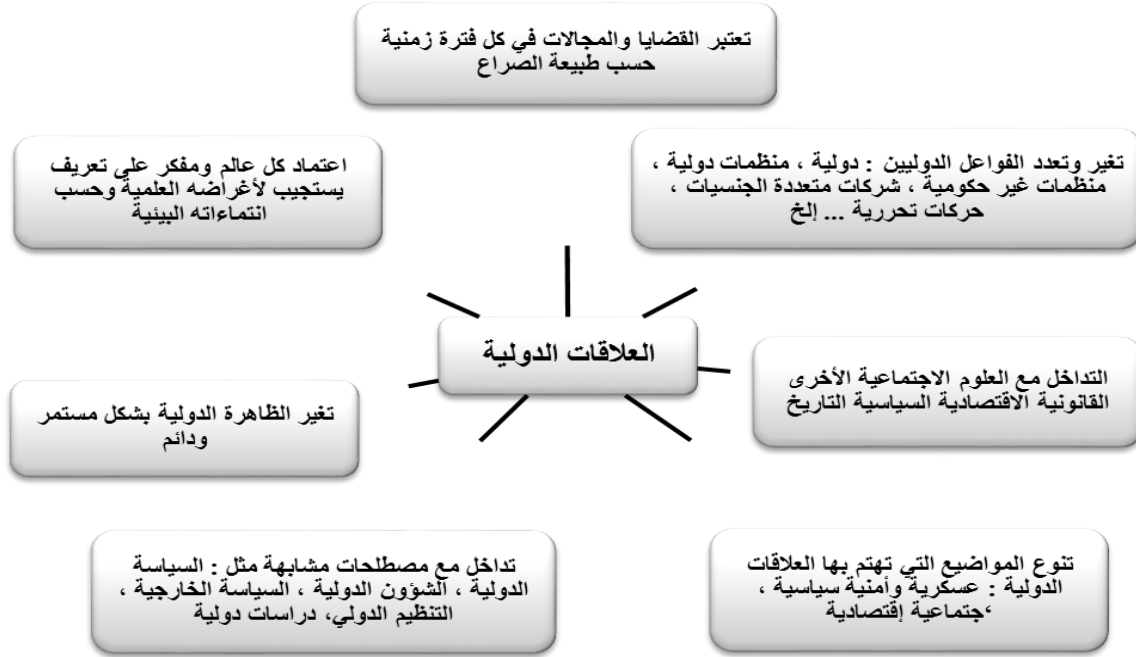 تعتبر القضايا والمجالات في كل فترة زمنية
حسب طبيعة الصراع
تغير وتعدد الفواعل الدوليين : دولية ، منظمات دولية ،
منظمات غير حكومية ، شركات متعددة الجنسيات ،
حركات تحررية ... إلخ
اعتماد كل عالم ومفكر على تعريف
يستجيب لأغراضه العلمية وحسب
انتماءاته البيئية
العلاقات الدولية
التداخل مع العلوم الاجتماعية الأخرى
القانونية الاقتصادية السياسية التاريخ
تغير الظاهرة الدولية بشكل مستمر
ودائم
تنوع المواضيع التي تهتم بها العلاقات
الدولية : عسكرية وأمنية سياسية ،
،جتماعية إقتصادية
تداخل مع مصطلحات مشابهة مثل : السياسة
الدولية ، الشؤون الدولية ، السياسة الخارجية ،
التنظيم الدولي، دراسات دولية